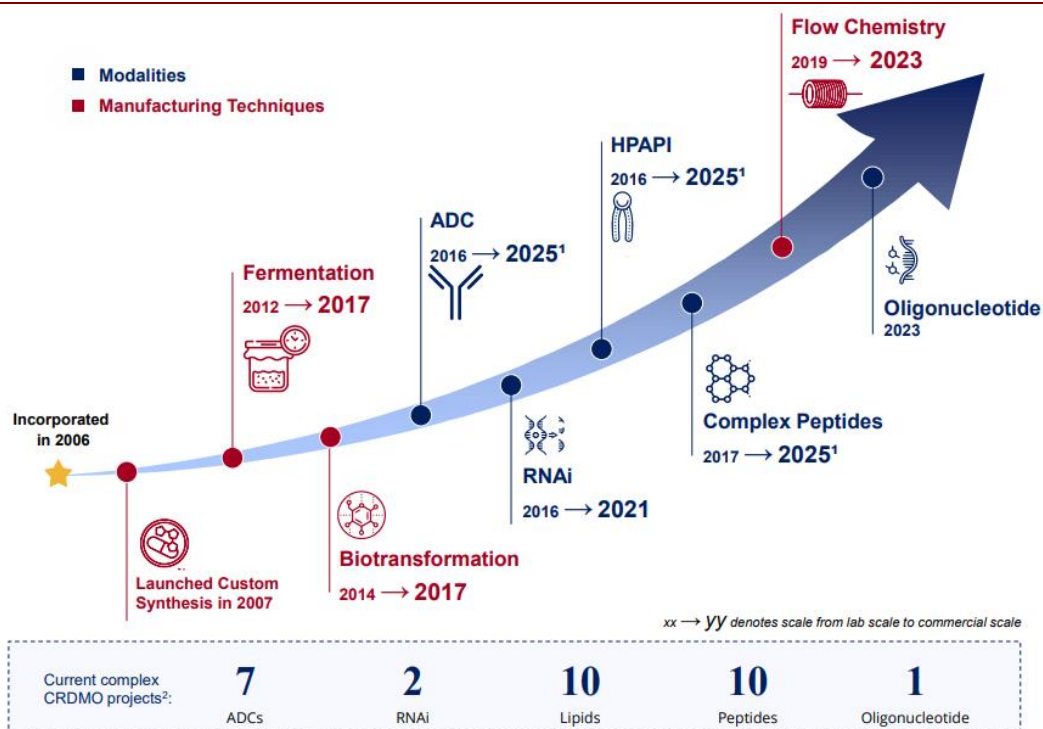 Modalities
Manufacturing Techniques
Flow Chemistry
2019 → 2023
HPAPI
2016 → 2025¹
ADC
2016 → 2025¹
Fermentation
2012 → 2017
Incorporated
in 2006
Launched Custom
Synthesis in 2007
Biotransformation
2014 → 2017
RNAi
2016 → 2021
Complex Peptides
2017 → 2025¹
Oligonucleotide
2023
xx → yy denotes scale from lab scale to commercial scale
Current complex
CRDMO projects²:
7
ADCs
2
RNAi
10
Lipids
10
Peptides
1
Oligonucleotide